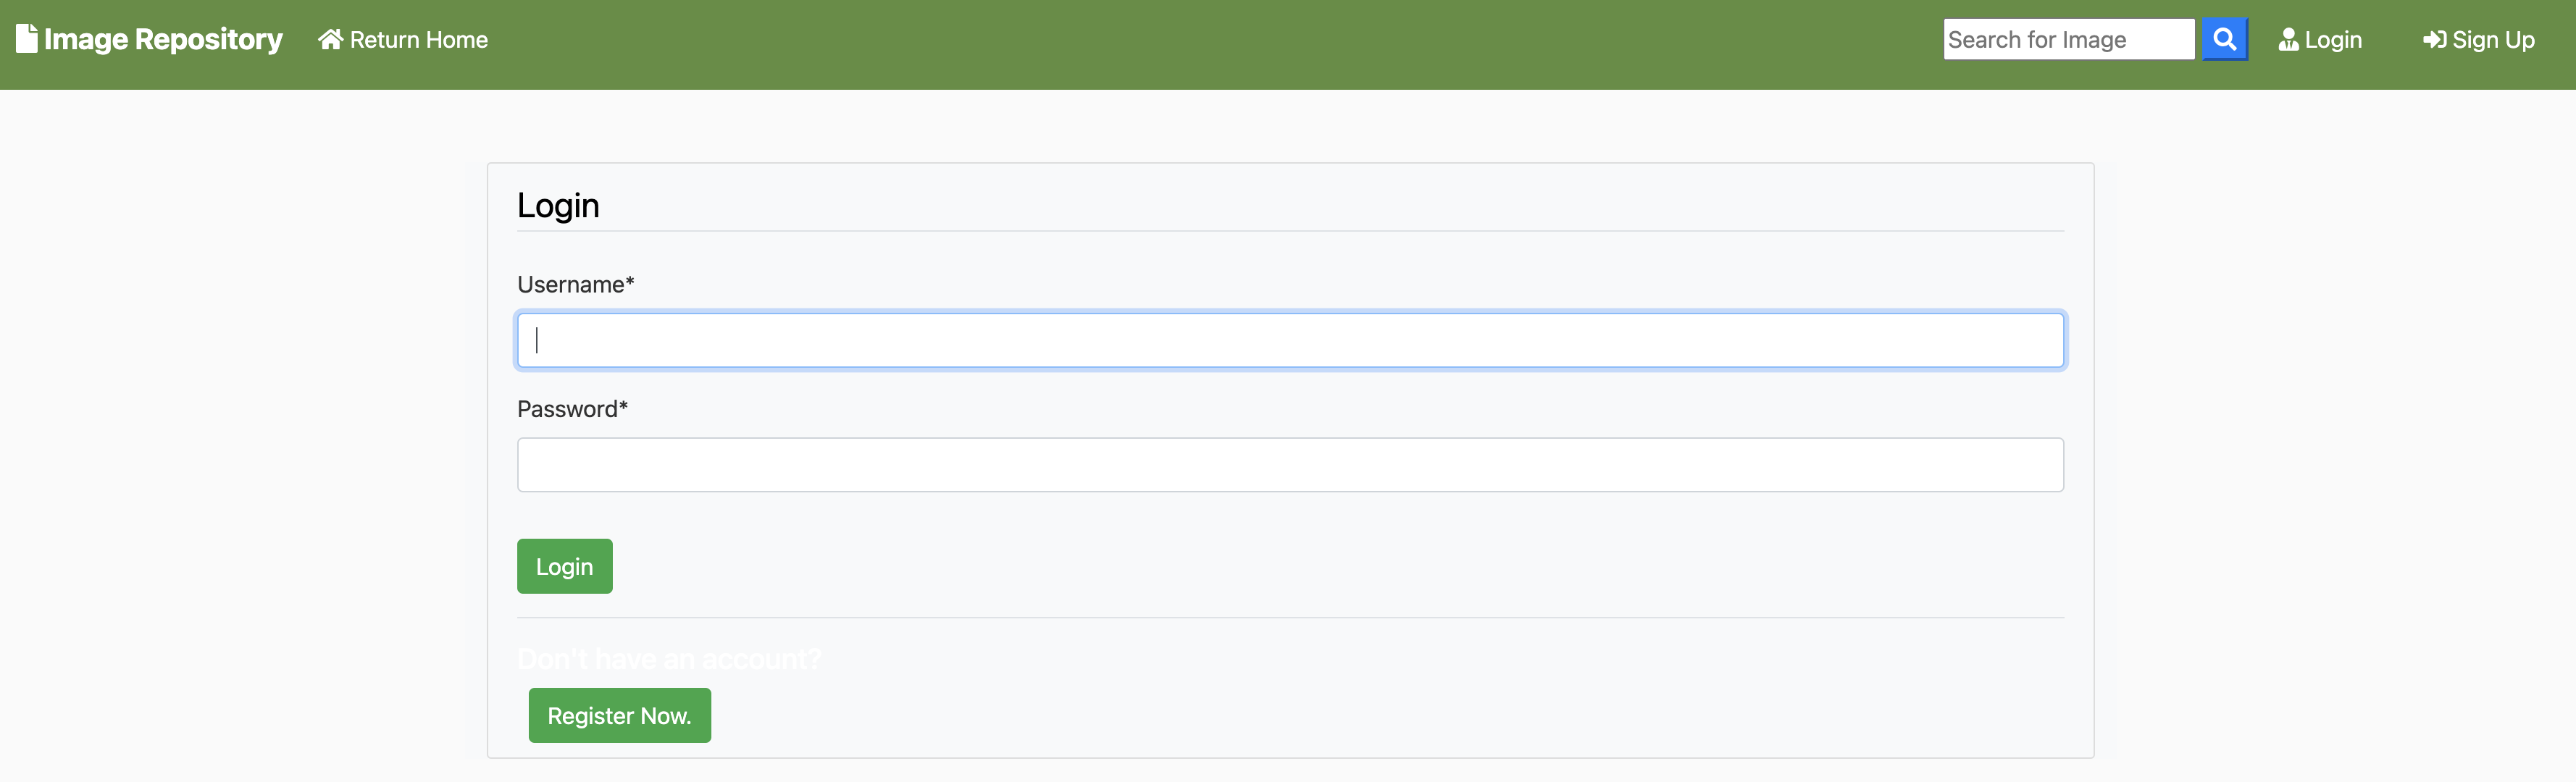 Image Repository Return Home Search for Image Login Sign Up
Login
Username*
Password*
Login
Don't have an account?
Register Now.